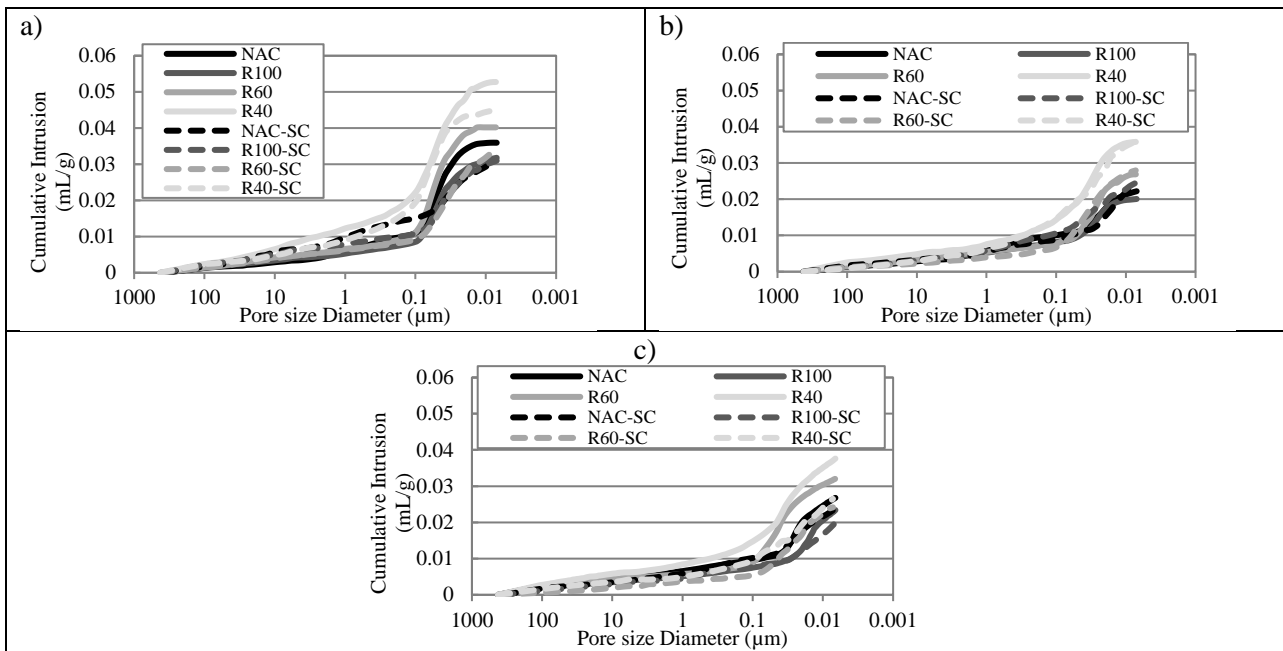 a)
Cumulative Intrusion
(mL/g)
0.06
0.05
0.04
0.03
0.02
0.01
0
NAC
R100
R60
R40
NAC-SC
R100-SC
R60-SC
R40-SC
1000 100 10 1 0.1 0.01 0.001
Pore size Diameter (µm)
b)
Cumulative Intrusion
(mL/g)
0.06
0.05
0.04
0.03
0.02
0.01
0
NAC R100
R60 R40
NAC-SC R100-SC
R60-SC R40-SC
1000 100 10 1 0.1 0.01 0.001
Pore size Diameter (µm)
c)
Cumulative Intrusion
(mL/g)
0.06
0.05
0.04
0.03
0.02
0.01
0
NAC R100
R60 R40
NAC-SC R100-SC
R60-SC R40-SC
1000 100 10 1 0.1 0.01 0.001
Pore size Diameter (µm)